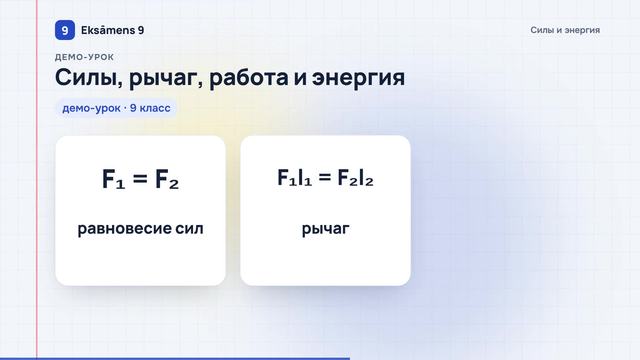 9 Eksāmens 9
Силы и энергия
ДЕМО-УРОК
Силы, рычаг, работа и энергия
демо-урок · 9 класс
F₁ = F₂
равновесие сил
F₁l₁ = F₂l₂
рычаг